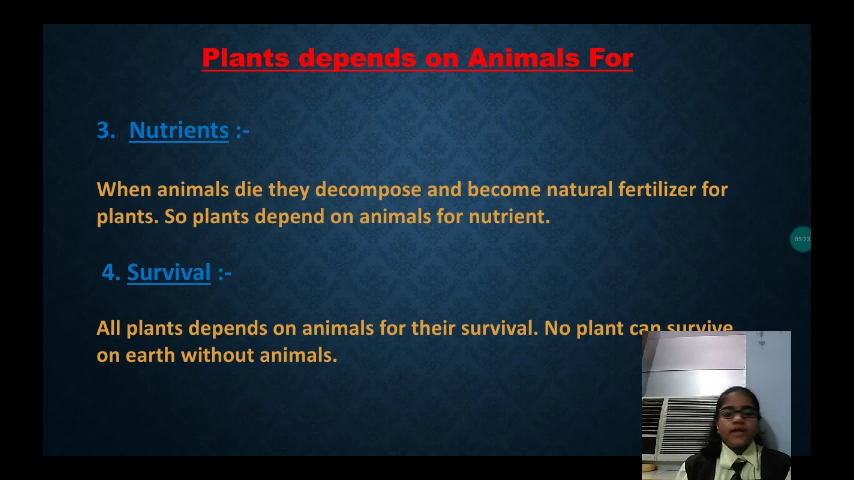 Plants depends on Animals For
3. Nutrients :-
When animals die they decompose and become natural fertilizer for
plants. So plants depend on animals for nutrient.
4. Survival :-
All plants depends on animals for their survival. No plant can survive
on earth without animals.